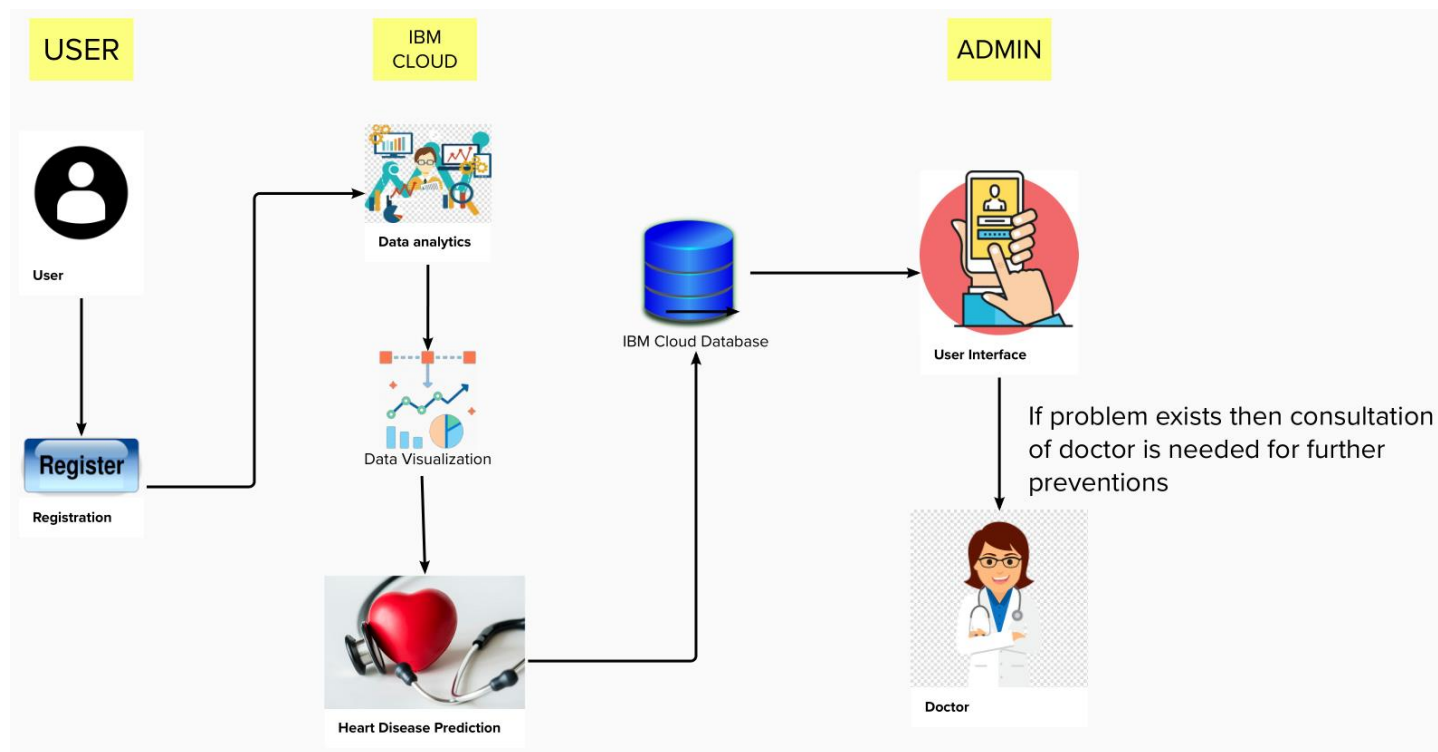 USER
IBM
CLOUD
ADMIN
User
Data analytics
IBM Cloud Database
User Interface
If problem exists then consultation
of doctor is needed for further
preventions
Data Visualization
Register
Registration
Heart Disease Prediction
Doctor